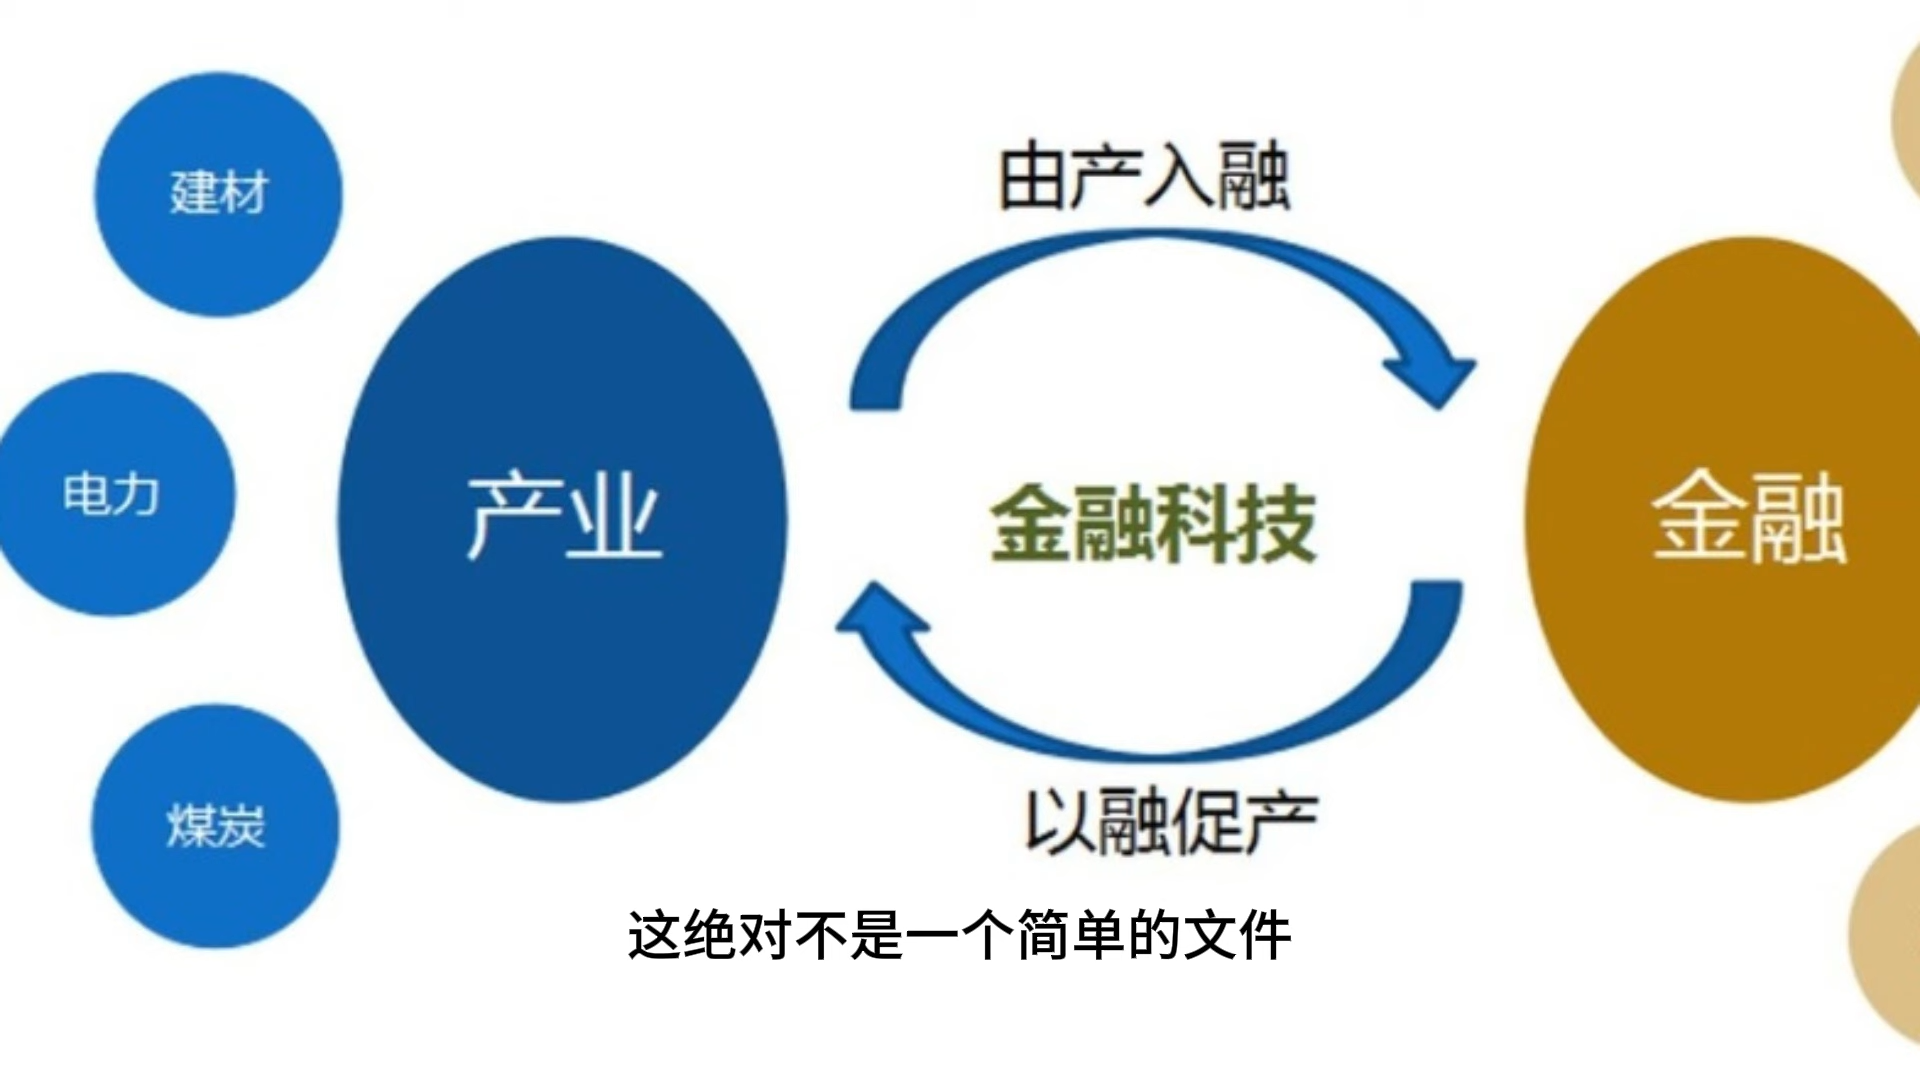 建材
由产入融
电力
产业
金融科技
金融
煤炭
以融促产
这绝对不是一个简单的文件